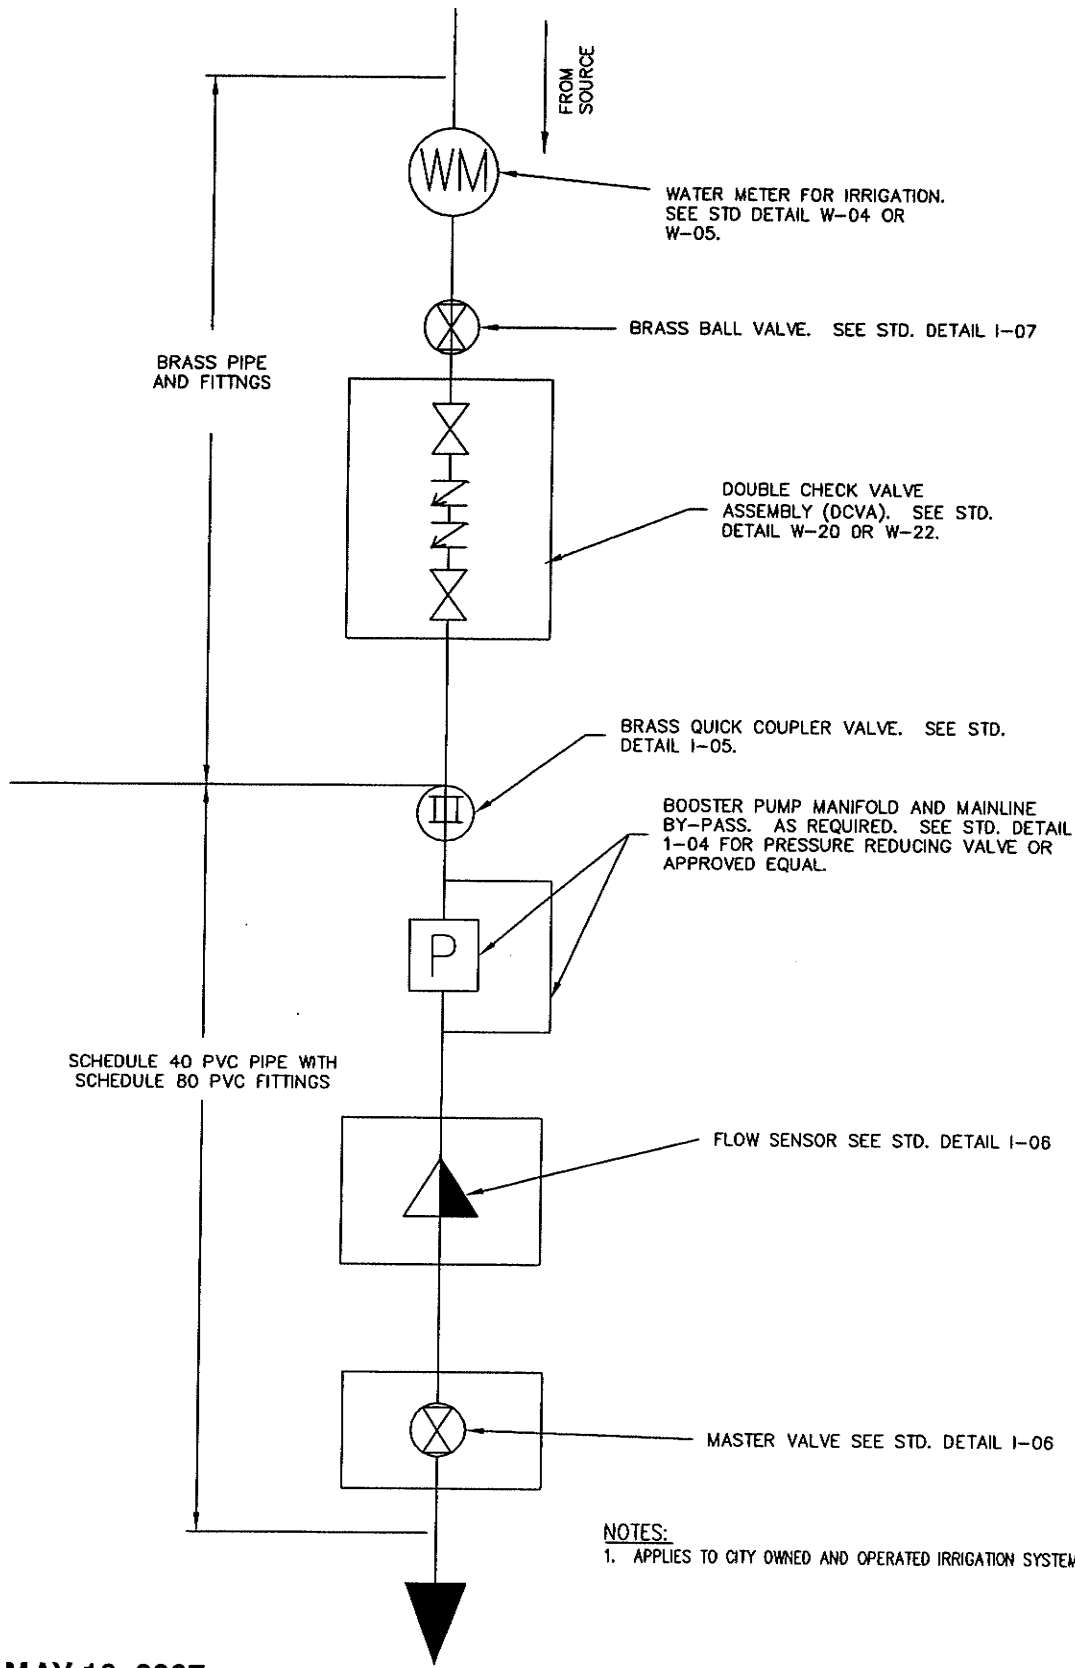 FROM
SOURCE
WM
WATER METER FOR IRRIGATION.
SEE STD DETAIL W-04 OR
W-05.
BRASS BALL VALVE. SEE STD. DETAIL I-07
BRASS PIPE
AND FITTNGS
DOUBLE CHECK VALVE
ASSEMBLY (DCVA). SEE STD.
DETAIL W-20 OR W-22.
BRASS QUICK COUPLER VALVE. SEE STD.
DETAIL I-05.
BOOSTER PUMP MANIFOLD AND MAINLINE
BY-PASS. AS REQUIRED. SEE STD. DETAIL
1-04 FOR PRESSURE REDUCING VALVE OR
APPROVED EQUAL.
P
SCHEDULE 40 PVC PIPE WITH
SCHEDULE 80 PVC FITTINGS
FLOW SENSOR SEE STD. DETAIL I-06
MASTER VALVE SEE STD. DETAIL I-06
NOTES:
1. APPLIES TO CITY OWNED AND OPERATED IRRIGATION SYSTEM